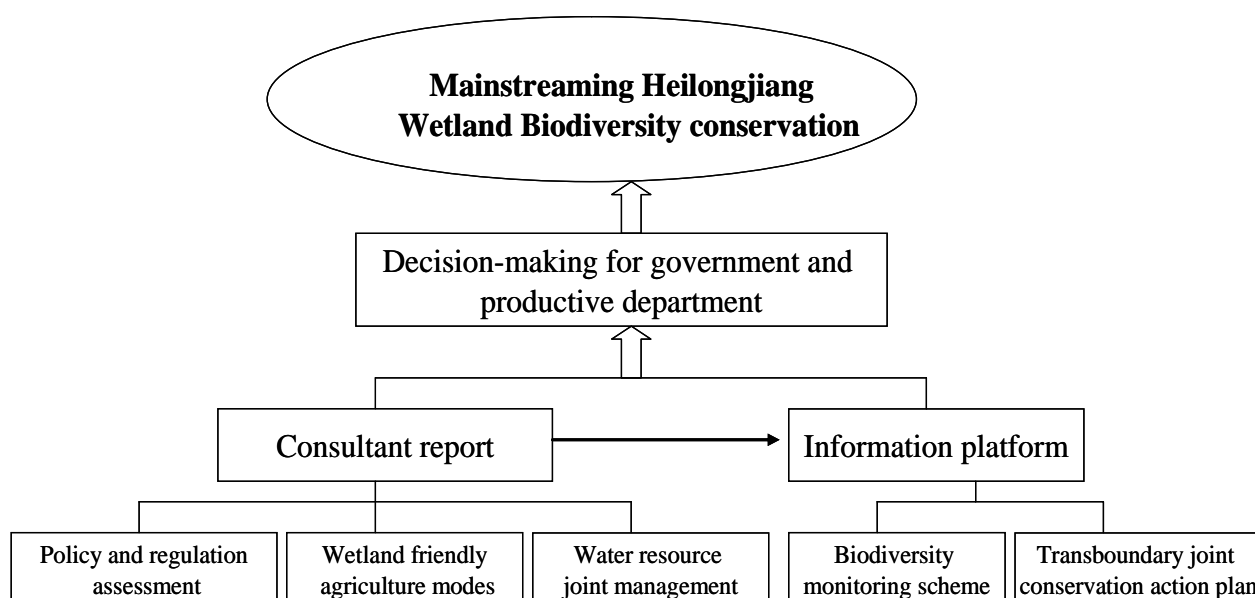 Mainstreaming Heilongjiang
Wetland Biodiversity conservation
Decision-making for government and
productive department
Consultant report
Information platform
Policy and regulation
assessment
Wetland friendly
agriculture modes
Water resource
joint management
Biodiversity
monitoring scheme
Transboundary joint
conservation action plan